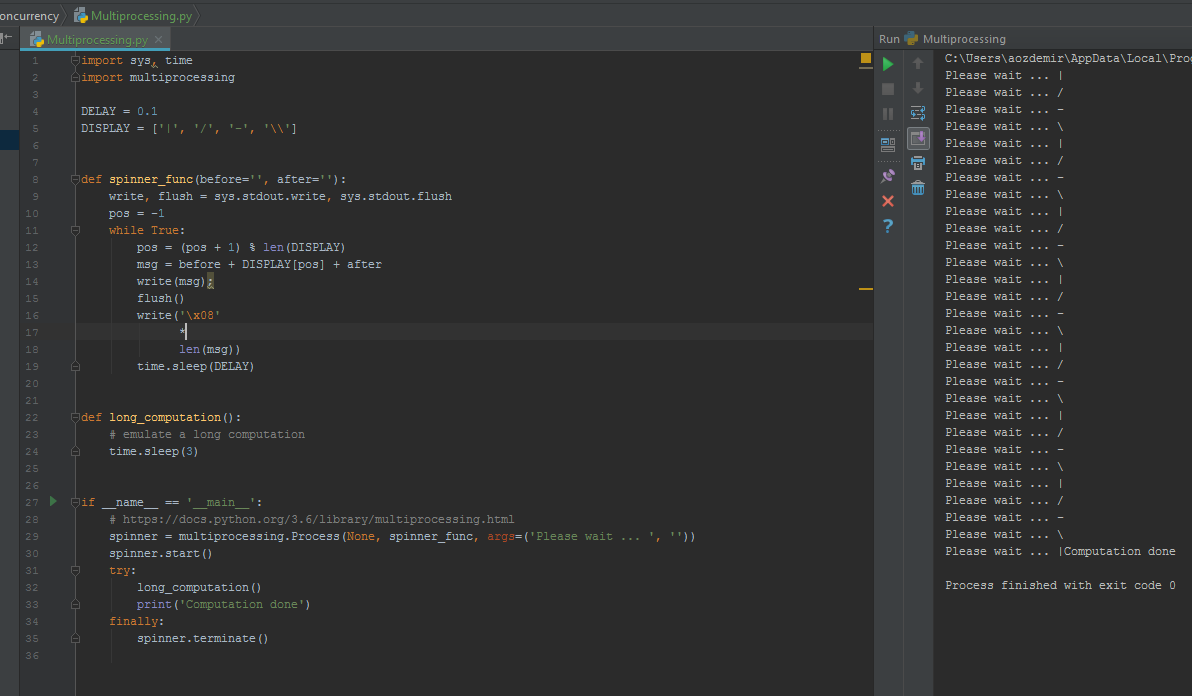 oncurrency Multiprocessing.py
Multiprocessing.py ×
1 import sys, time
2 import multiprocessing
3
4 DELAY = 0.1
5 DISPLAY = ['|', '/', '-', '\\']
6
7
8 def spinner_func(before='', after=''):
9 write, flush = sys.stdout.write, sys.stdout.flush
10 pos = -1
11 while True:
12 pos = (pos + 1) % len(DISPLAY)
13 msg = before + DISPLAY[pos] + after
14 write(msg);
15 flush()
16 write('\x08'
17 *
18 len(msg))
19 time.sleep(DELAY)
20
21
22 def long_computation():
23 # emulate a long computation
24 time.sleep(3)
25
26
27 if __name__ == '__main__':
28 # https://docs.python.org/3.6/library/multiprocessing.html
29 spinner = multiprocessing.Process(None, spinner_func, args=('Please wait ... ', ''))
30 spinner.start()
31 try:
32 long_computation()
33 print('Computation done')
34 finally:
35 spinner.terminate()
36
Run Multiprocessing
C:\Users\aozdemir\AppData\Local\Pro
Please wait ... |
Please wait ... /
Please wait ... -
Please wait ... \
Please wait ... |
Please wait ... /
Please wait ... -
Please wait ... \
Please wait ... |
Please wait ... /
Please wait ... -
Please wait ... \
Please wait ... |
Please wait ... /
Please wait ... -
Please wait ... \
Please wait ... |
Please wait ... /
Please wait ... -
Please wait ... \
Please wait ... |
Please wait ... /
Please wait ... -
Please wait ... \
Please wait ... |
Please wait ... /
Please wait ... -
Please wait ... \
Please wait ... |Computation done
Process finished with exit code 0